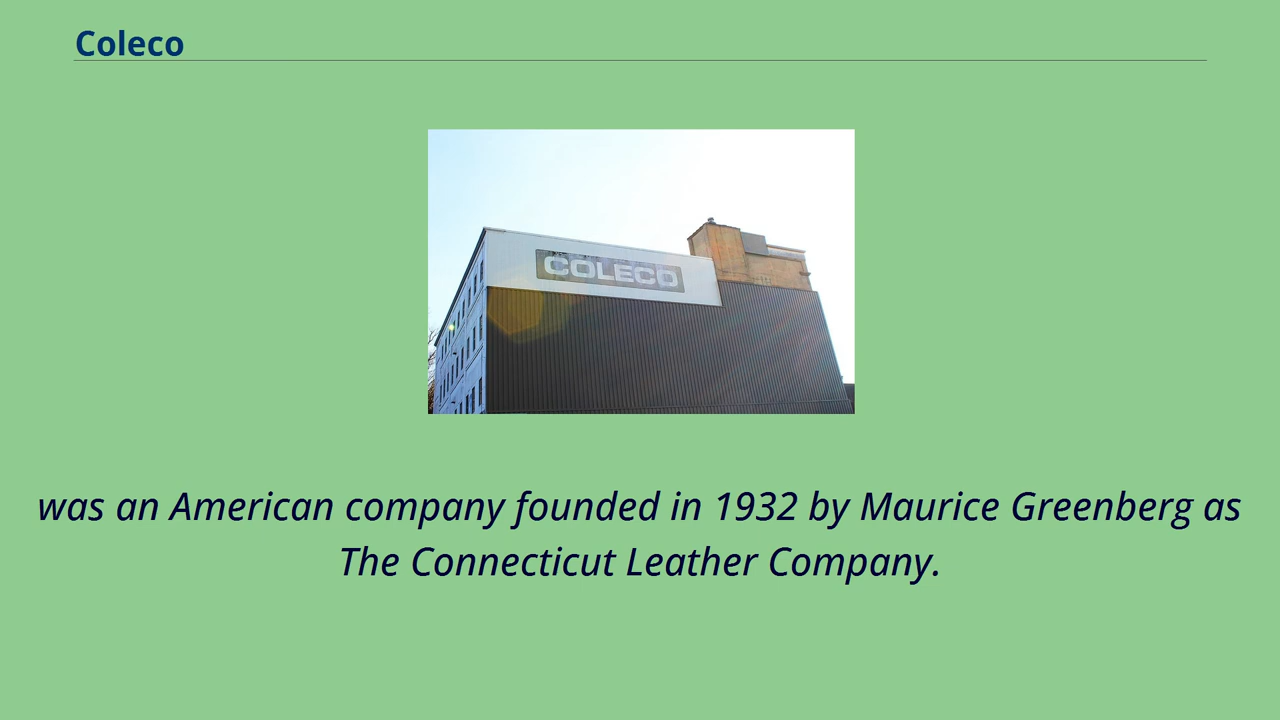 Coleco
COLECO
was an American company founded in 1932 by Maurice Greenberg as
The Connecticut Leather Company.